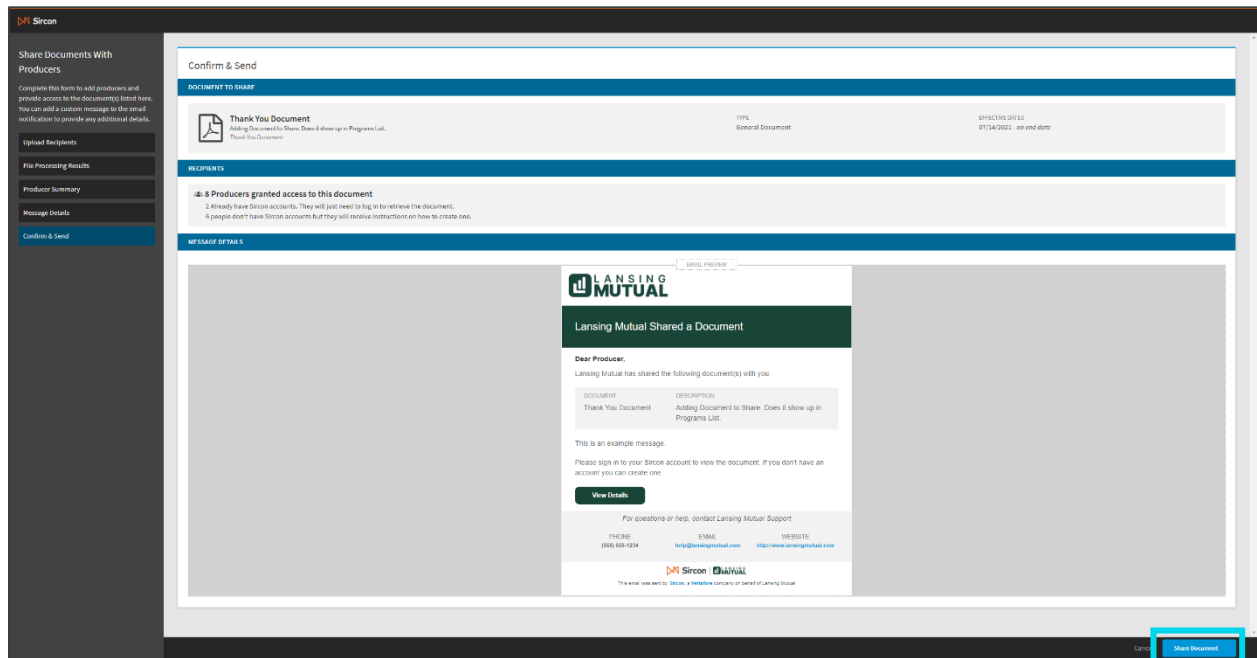 Sircon
Share Documents With
Producers
Complete this form to add producers and
provide access to the document(s) listed here.
You can add a custom message to the email
notification to provide any additional details.
Upload Recipients
File Processing Results
Producer Summary
Message Details
Confirm & Send
Confirm & Send
DOCUMENT TO SHARE
Thank You Document
Adding Document to Share. Does it show up in Programs List.
Thank You Document
TYPE
General Document
EFFECTIVE DATES
07/14/2021 - no end date
RECIPIENTS
8 Producers granted access to this document
2 Already have Sircon accounts. They will just need to log in to retrieve the document.
6 people don't have Sircon accounts but they will receive instructions on how to create one.
MESSAGE DETAILS
EMAIL PREVIEW
LANSING
MUTUAL
Lansing Mutual Shared a Document
Dear Producer,
Lansing Mutual has shared the following document(s) with you.
DOCUMENT DESCRIPTION
Thank You Document Adding Document to Share. Does it show up in
Programs List.
This is an example message.
Please sign in to your Sircon account to view the document. If you don't have an
account you can create one
View Details
For questions or help, contact Lansing Mutual Support
PHONE EMAIL WEBSITE
(555) 555-1234 help@lansingmutual.com http://www.lansingmutual.com
Sircon | LANSING MUTUAL
This email was sent by Sircon, a Vertafore company on behalf of Lansing Mutual
Share Document